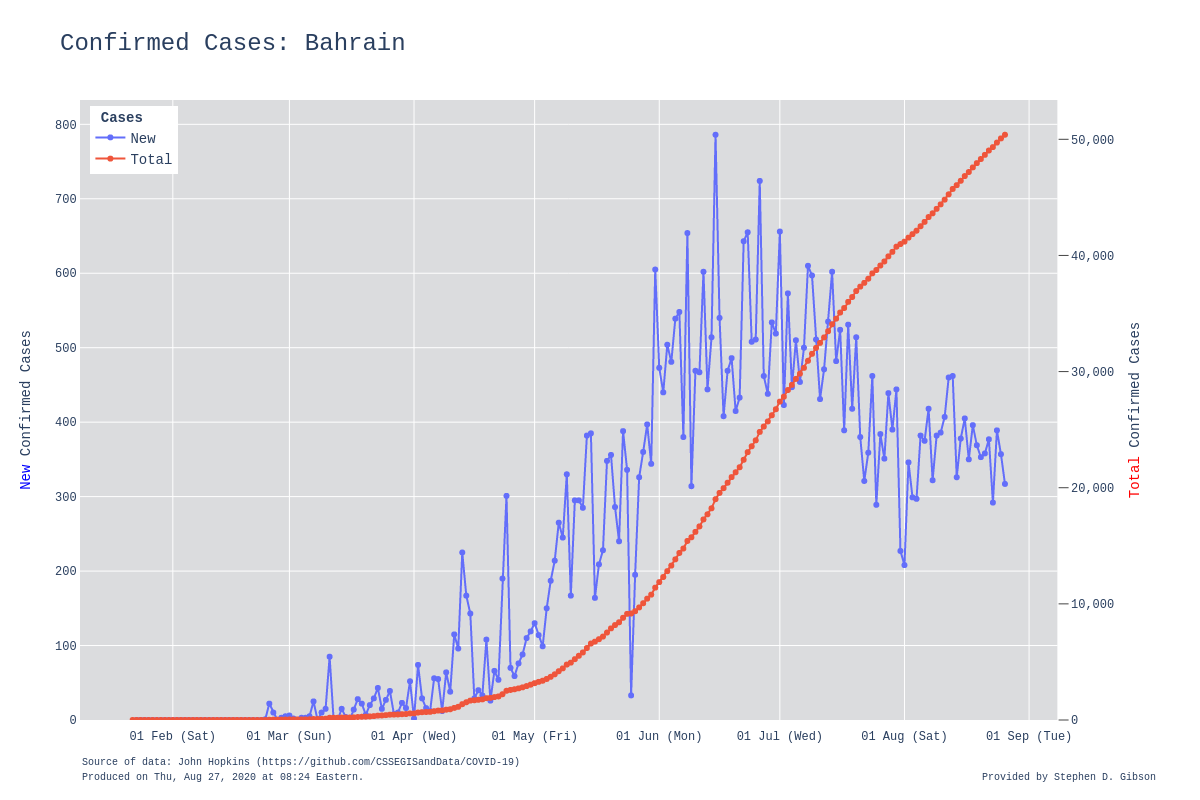 Confirmed Cases: Bahrain
Cases
New
Total
800
700
600
500
400
300
200
100
0
50,000
40,000
30,000
20,000
10,000
0
New Confirmed Cases
Total Confirmed Cases
01 Feb (Sat) 01 Mar (Sun) 01 Apr (Wed) 01 May (Fri) 01 Jun (Mon) 01 Jul (Wed) 01 Aug (Sat) 01 Sep (Tue)
Source of data: John Hopkins (https://github.com/CSSEGISandData/COVID-19)
Produced on Thu, Aug 27, 2020 at 08:24 Eastern.
Provided by Stephen D. Gibson